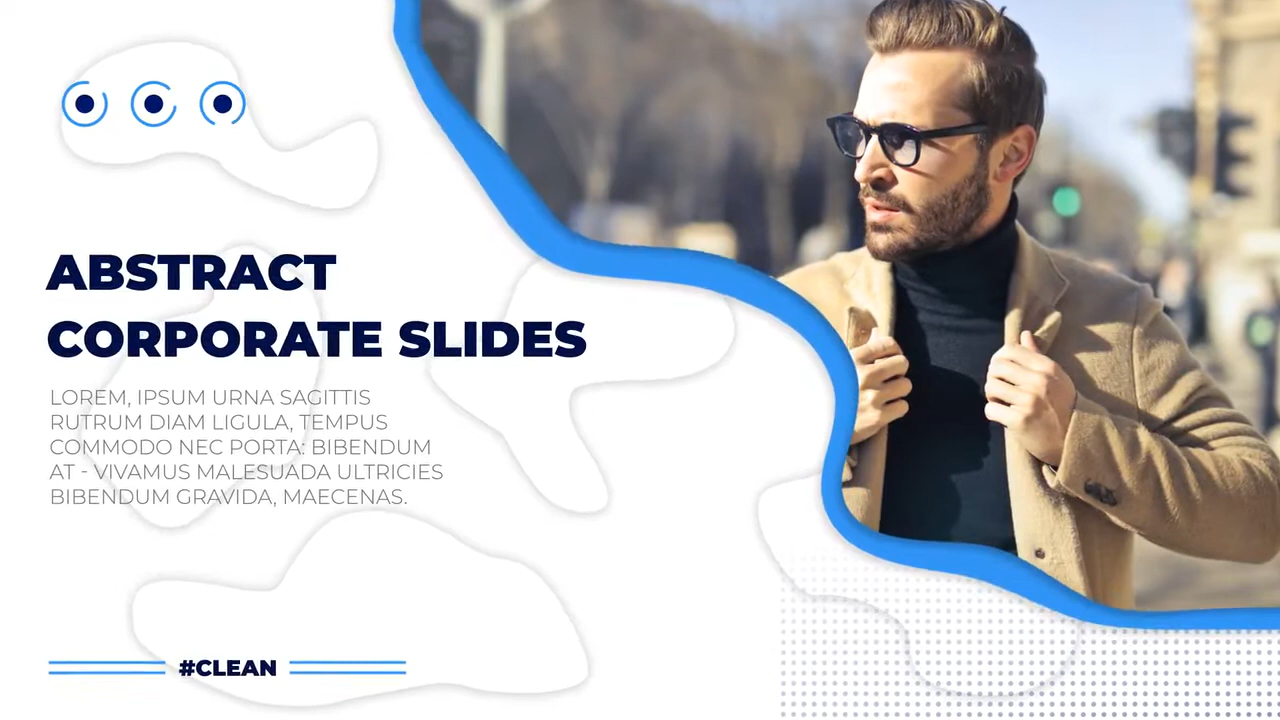 ABSTRACT
CORPORATE SLIDES
LOREM, IPSUM URNA SAGITTIS
RUTRUM DIAM LIGULA, TEMPUS
COMMODO NEC PORTA: BIBENDUM
AT - VIVAMUS MALESUADA ULTRICIES
BIBENDUM GRAVIDA, MAECENAS.
#CLEAN